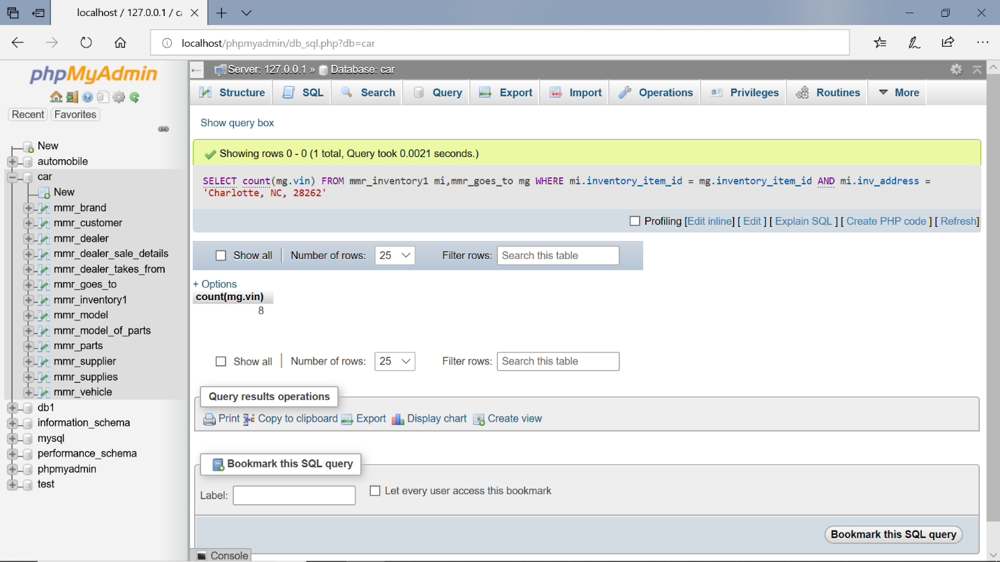 localhost / 127.0.0.1 / ca
localhost/phpmyadmin/db_sql.php?db=car
phpMyAdmin
Recent Favorites
New
automobile
car
New
mmr_brand
mmr_customer
mmr_dealer
mmr_dealer_sale_details
mmr_dealer_takes_from
mmr_goes_to
mmr_inventory1
mmr_model
mmr_model_of_parts
mmr_parts
mmr_supplier
mmr_supplies
mmr_vehicle
db1
information_schema
mysql
performance_schema
phpmyadmin
test
Server: 127.0.0.1 » Database: car
Structure SQL Search Query Export Import Operations Privileges Routines More
Show query box
Showing rows 0 - 0 (1 total, Query took 0.0021 seconds.)
SELECT count(mg.vin) FROM mmr_inventory1 mi,mmr_goes_to mg WHERE mi.inventory_item_id = mg.inventory_item_id AND mi.inv_address =
'Charlotte, NC, 28262'
Profiling [Edit inline] [ Edit ] [ Explain SQL ] [ Create PHP code ] [ Refresh]
Show all Number of rows: 25 Filter rows: Search this table
+ Options
count(mg.vin)
8
Show all Number of rows: 25 Filter rows: Search this table
Query results operations
Print Copy to clipboard Export Display chart Create view
Bookmark this SQL query
Label: Let every user access this bookmark
Bookmark this SQL query
Console